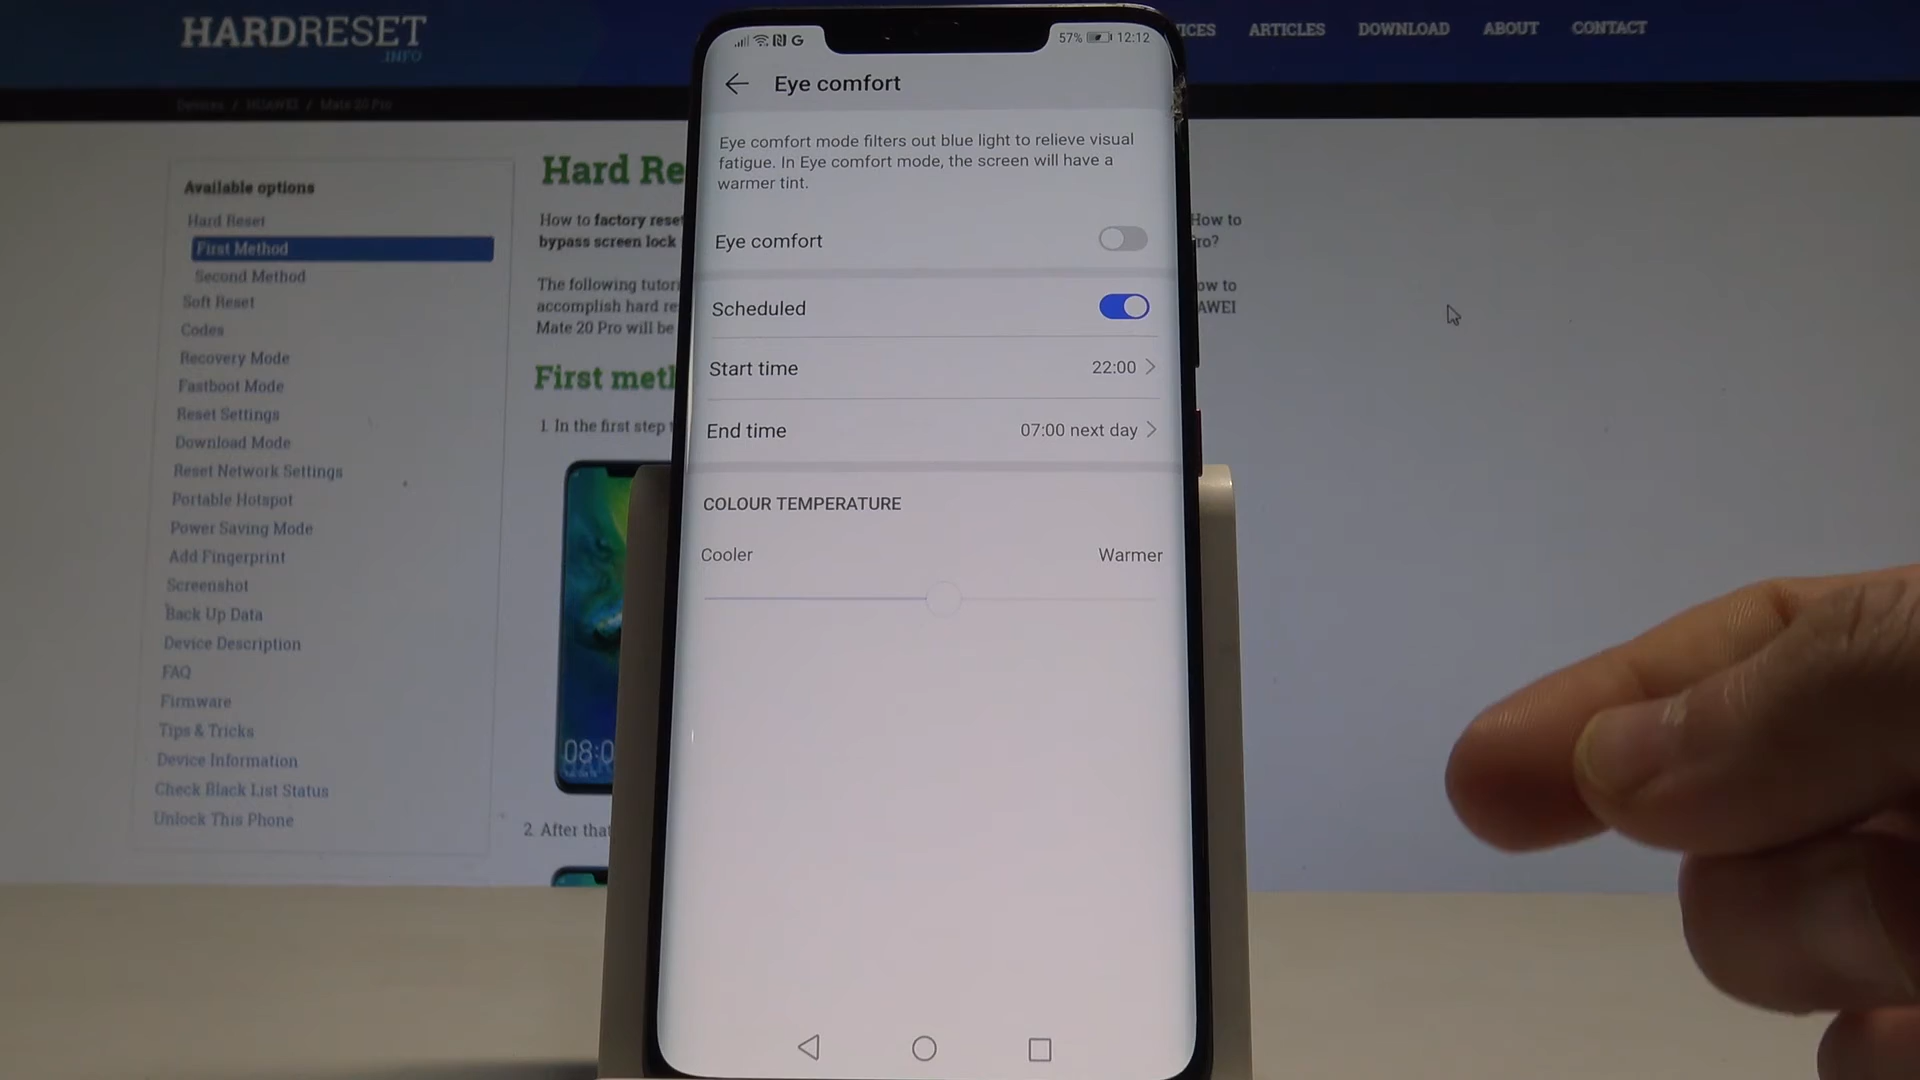 HARDRESET
.INFO
ICES
ARTICLES
DOWNLOAD
ABOUT
CONTACT
Devices / HUAWEI / Mate 20 Pro
Available options
Hard Reset
First Method
Second Method
Soft Reset
Codes
Recovery Mode
Fastboot Mode
Reset Settings
Download Mode
Reset Network Settings
Portable Hotspot
Power Saving Mode
Add Fingerprint
Screenshot
Back Up Data
Device Description
FAQ
Firmware
Tips & Tricks
Device Information
Check Black List Status
Unlock This Phone
Hard Re
How to factory reset
bypass screen lock
The following tutori
accomplish hard re
Mate 20 Pro will be
First meth
1. In the first step
08:0
2. After that
How to
ro?
ow to
AWEI
G
57%
12:12
Eye comfort
Eye comfort mode filters out blue light to relieve visual
fatigue. In Eye comfort mode, the screen will have a
warmer tint.
Eye comfort
Scheduled
Start time
22:00
End time
07:00 next day
COLOUR TEMPERATURE
Cooler
Warmer